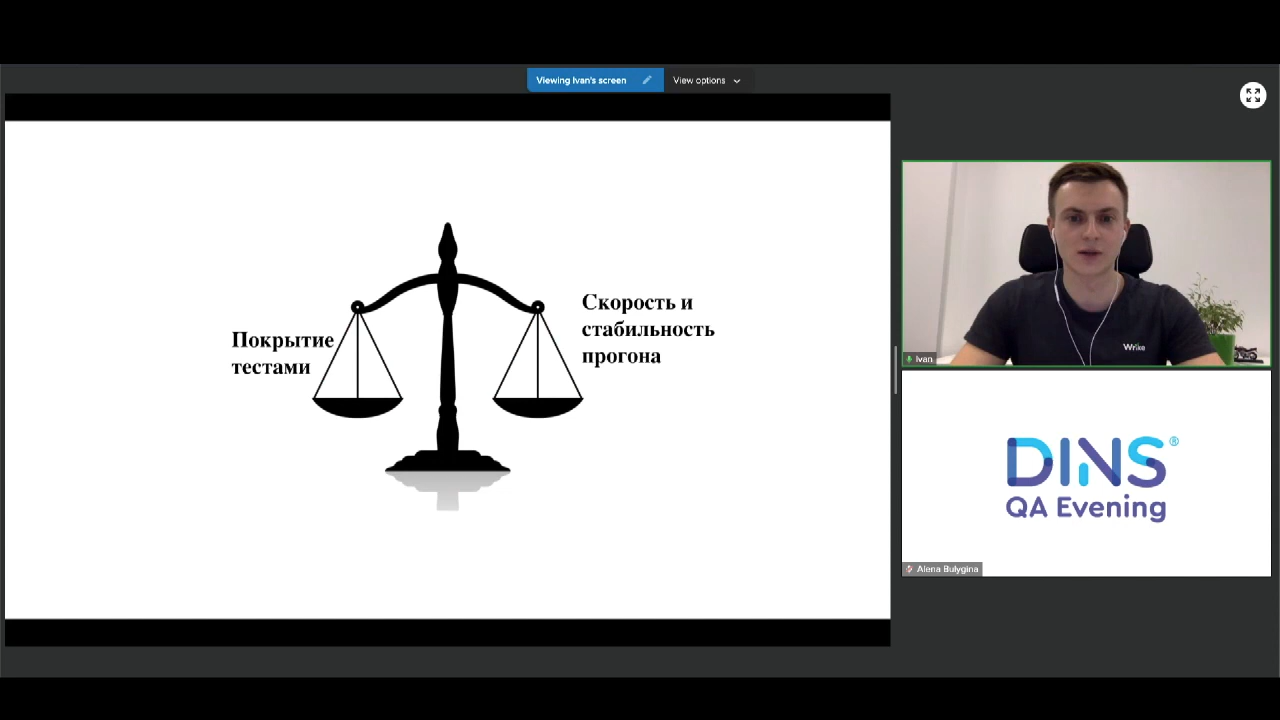 Viewing Ivan's screen
View options
Покрытие
тестами
Скорость и
стабильность
прогона
Wrike
Ivan
DINS®
QA Evening
Alena Bulygina